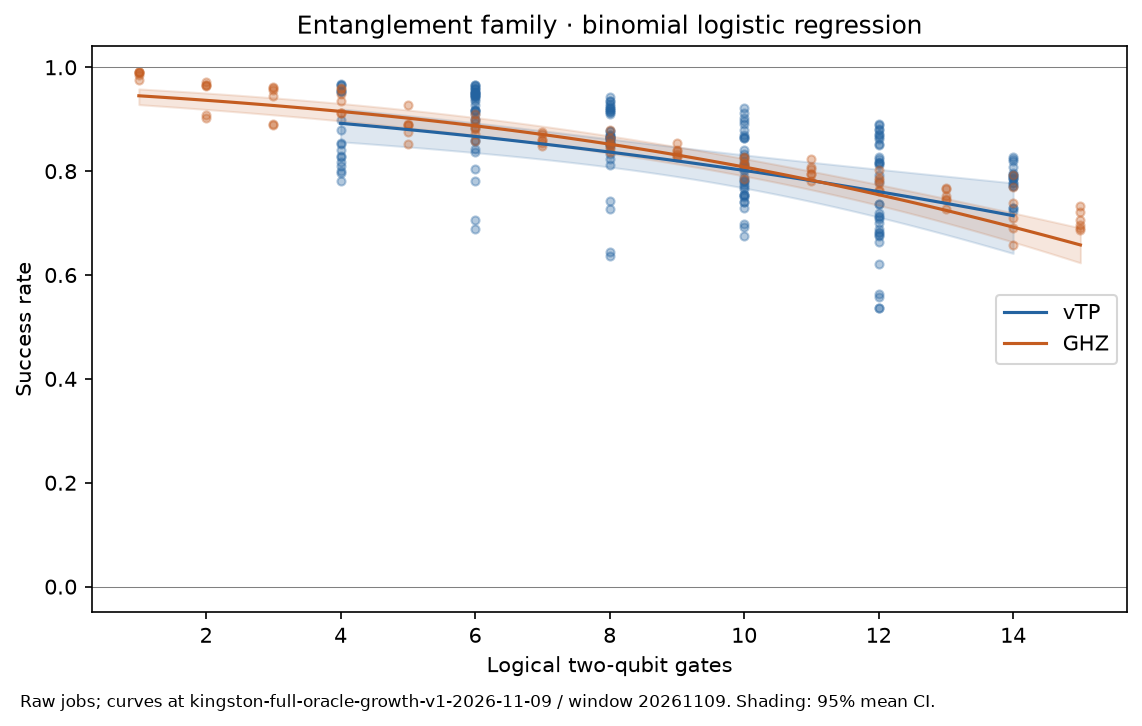 Entanglement family · binomial logistic regression
1.0
0.8
0.6
0.4
0.2
0.0
Success rate
vTP
GHZ
2 4 6 8 10 12 14
Logical two-qubit gates
Raw jobs; curves at kingston-full-oracle-growth-v1-2026-11-09 / window 20261109. Shading: 95% mean CI.